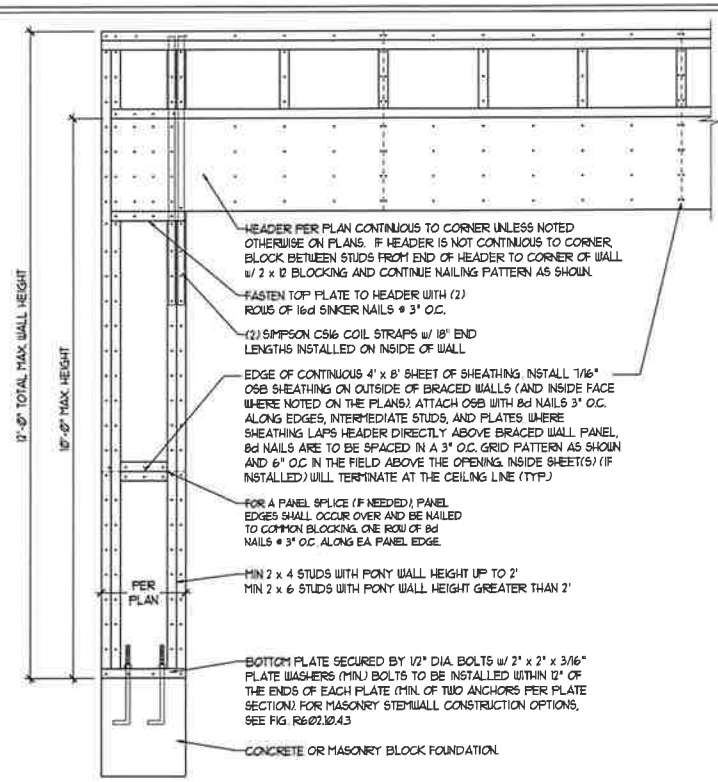 HEADER PER PLAN CONTINUOUS TO CORNER UNLESS NOTED
OTHERWISE ON PLANS. IF HEADER IS NOT CONTINUOUS TO CORNER,
BLOCK BETWEEN STUDS FROM END OF HEADER TO CORNER OF WALL
w/ 2 x 12 BLOCKING AND CONTINUE NAILING PATTERN AS SHOWN.
FASTEN TOP PLATE TO HEADER WITH (2)
ROWS OF 16d SINKER NAILS @ 3" O.C.
(2) SIMPSON CS16 COIL STRAPS w/ 18" END
LENGTHS INSTALLED ON INSIDE OF WALL
EDGE OF CONTINUOUS 4' x 8' SHEET OF SHEATHING. INSTALL 7/16"
OSB SHEATHING ON OUTSIDE OF BRACED WALLS (AND INSIDE FACE
WHERE NOTED ON THE PLANS). ATTACH OSB WITH 8d NAILS 3" O.C.
ALONG EDGES, INTERMEDIATE STUDS, AND PLATES WHERE
SHEATHING LAPS HEADER DIRECTLY ABOVE BRACED WALL PANEL,
8d NAILS ARE TO BE SPACED IN A 3" O.C. GRID PATTERN AS SHOWN
AND 6" O.C. IN THE FIELD ABOVE THE OPENING. INSIDE SHEET(S) (IF
INSTALLED) WILL TERMINATE AT THE CEILING LINE (TYP.)
FOR A PANEL SPLICE (IF NEEDED), PANEL
EDGES SHALL OCCUR OVER AND BE NAILED
TO COMMON BLOCKING. ONE ROW OF 8d
NAILS @ 3" O.C. ALONG EA. PANEL EDGE.
MIN 2 x 4 STUDS WITH PONY WALL HEIGHT UP TO 2'
MIN 2 x 6 STUDS WITH PONY WALL HEIGHT GREATER THAN 2'
BOTTOM PLATE SECURED BY 1/2" DIA. BOLTS w/ 2" x 2" x 3/16"
PLATE WASHERS (MIN.) BOLTS TO BE INSTALLED WITHIN 12" OF
THE ENDS OF EACH PLATE (MIN. OF TWO ANCHORS PER PLATE
SECTION). FOR MASONRY STEMWALL CONSTRUCTION OPTIONS,
SEE FIG. R602.10.4.3
CONCRETE OR MASONRY BLOCK FOUNDATION.
12'-0" TOTAL MAX. WALL HEIGHT
10'-0" MAX. HEIGHT
PER
PLAN